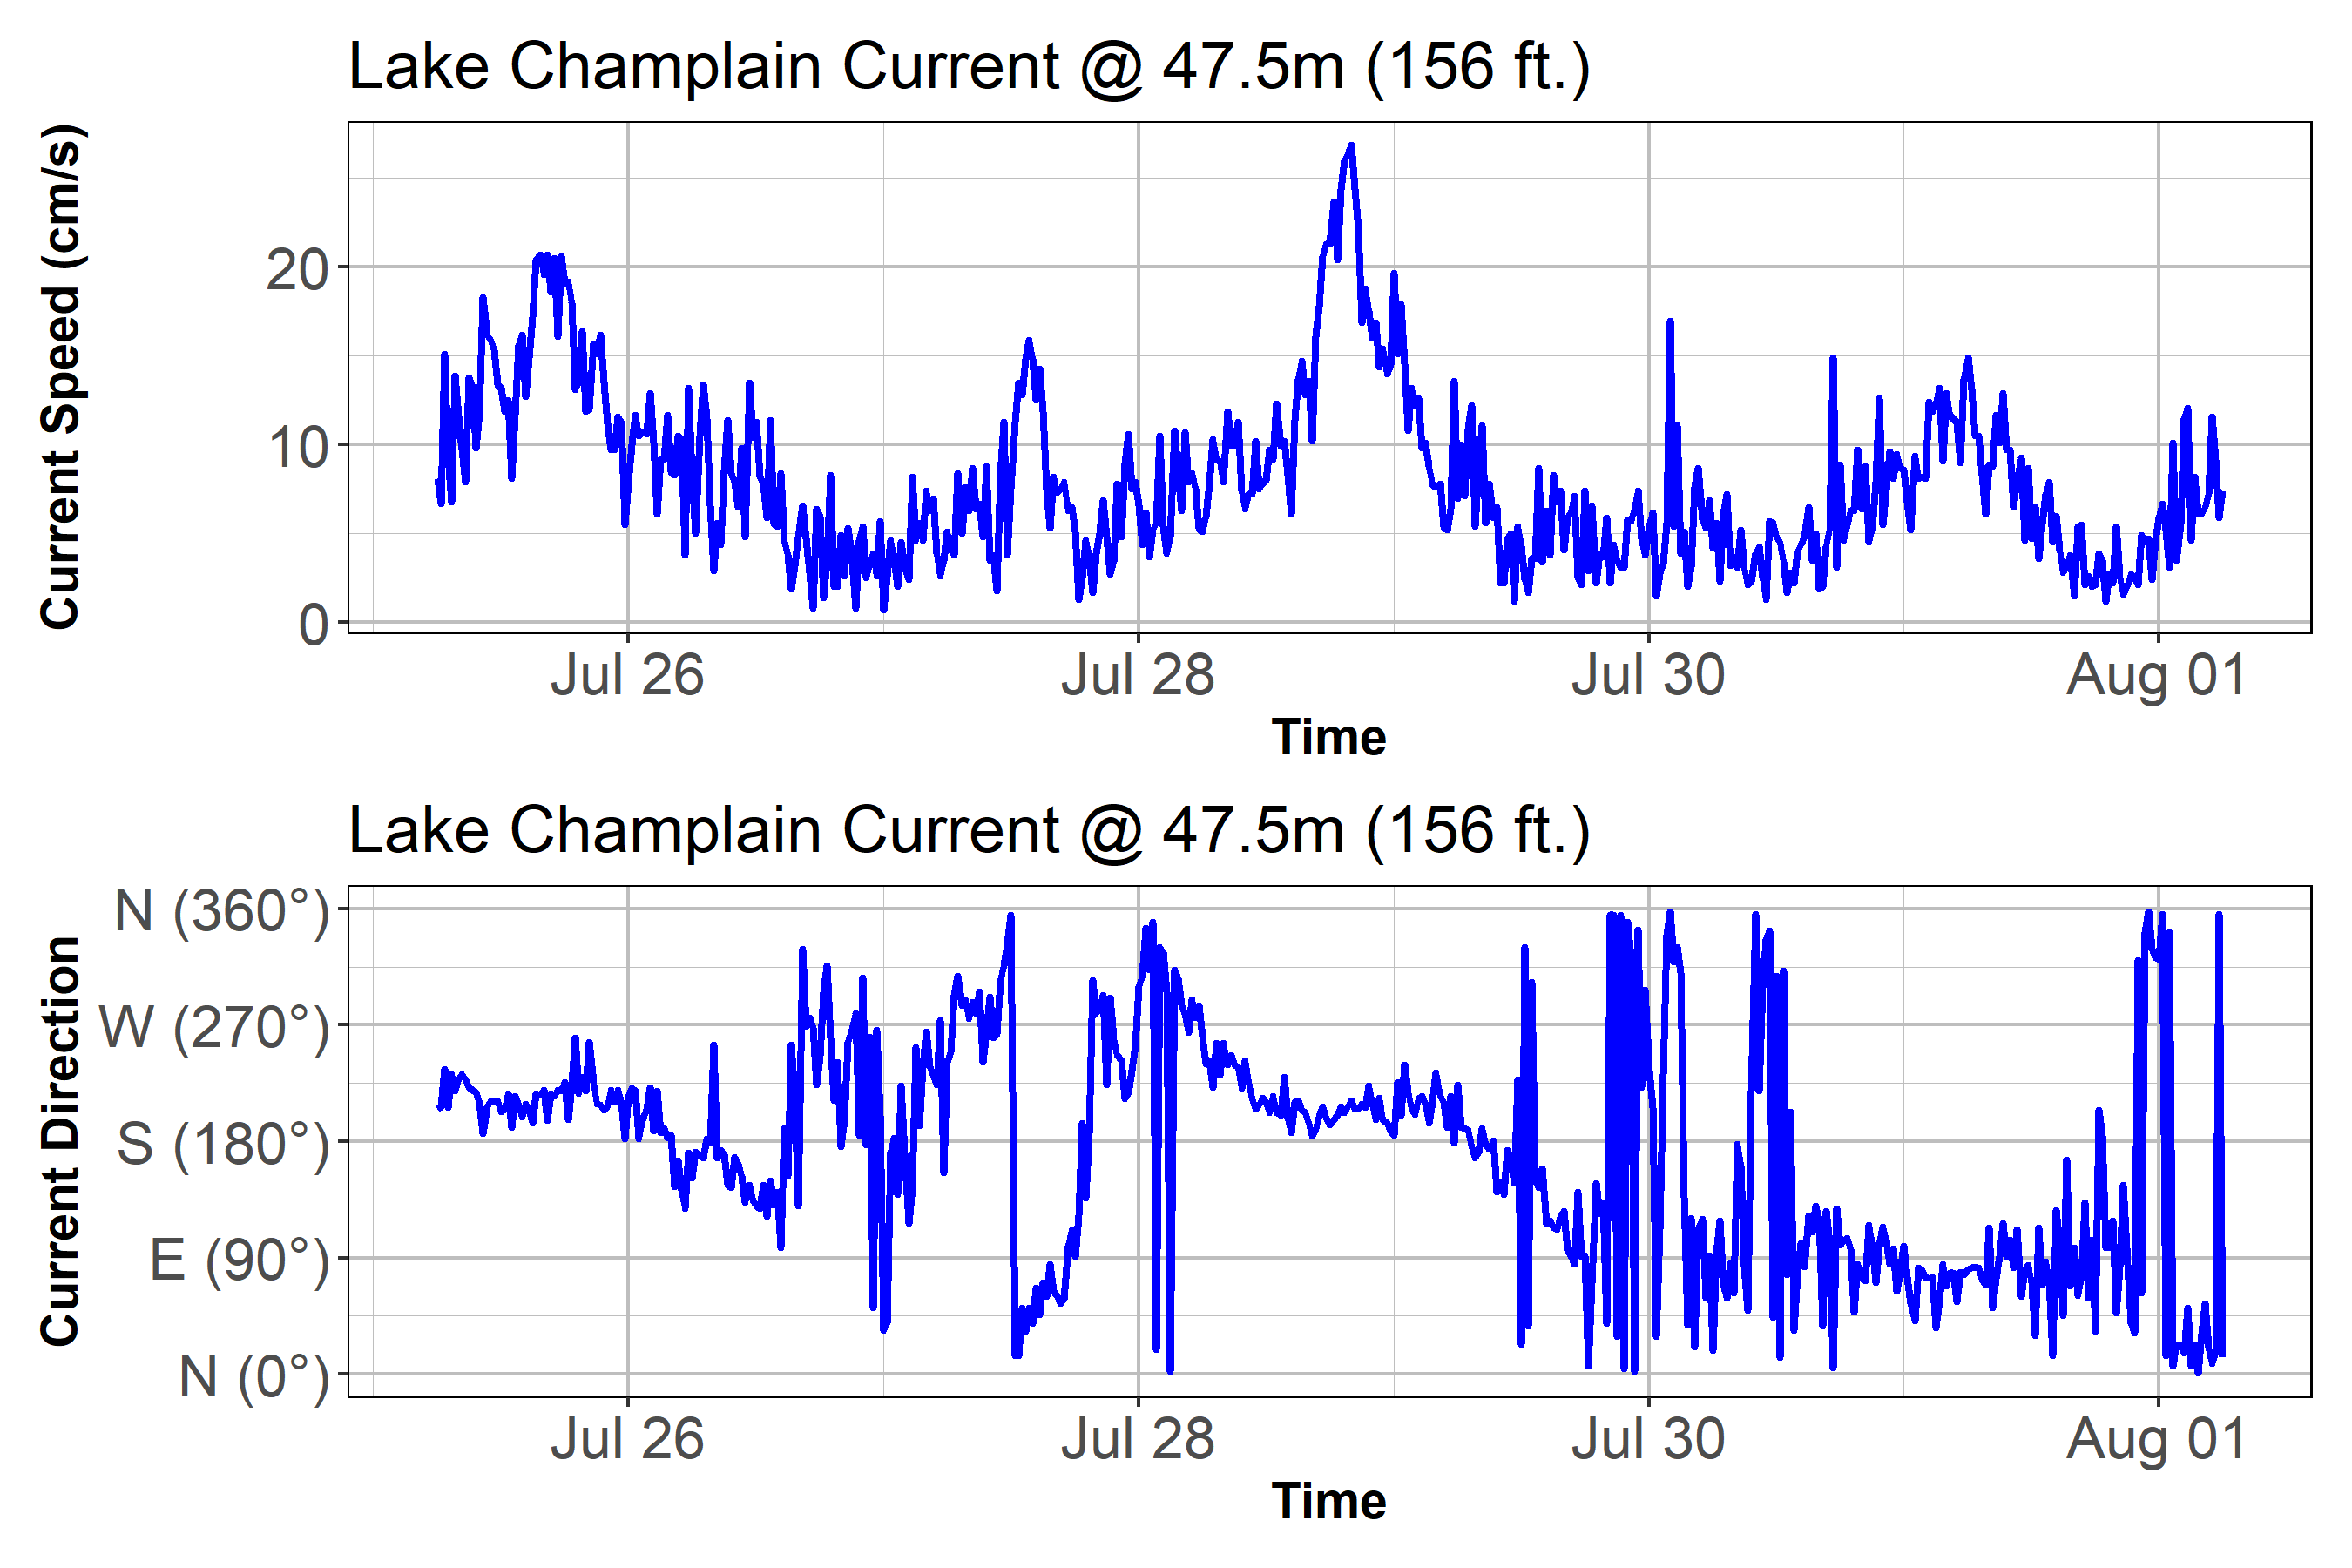 Lake Champlain Current @ 47.5m (156 ft.)
Current Speed (cm/s)
20
10
0
Jul 26 Jul 28 Jul 30 Aug 01
Time
Lake Champlain Current @ 47.5m (156 ft.)
Current Direction
N (360°)
W (270°)
S (180°)
E (90°)
N (0°)
Jul 26 Jul 28 Jul 30 Aug 01
Time